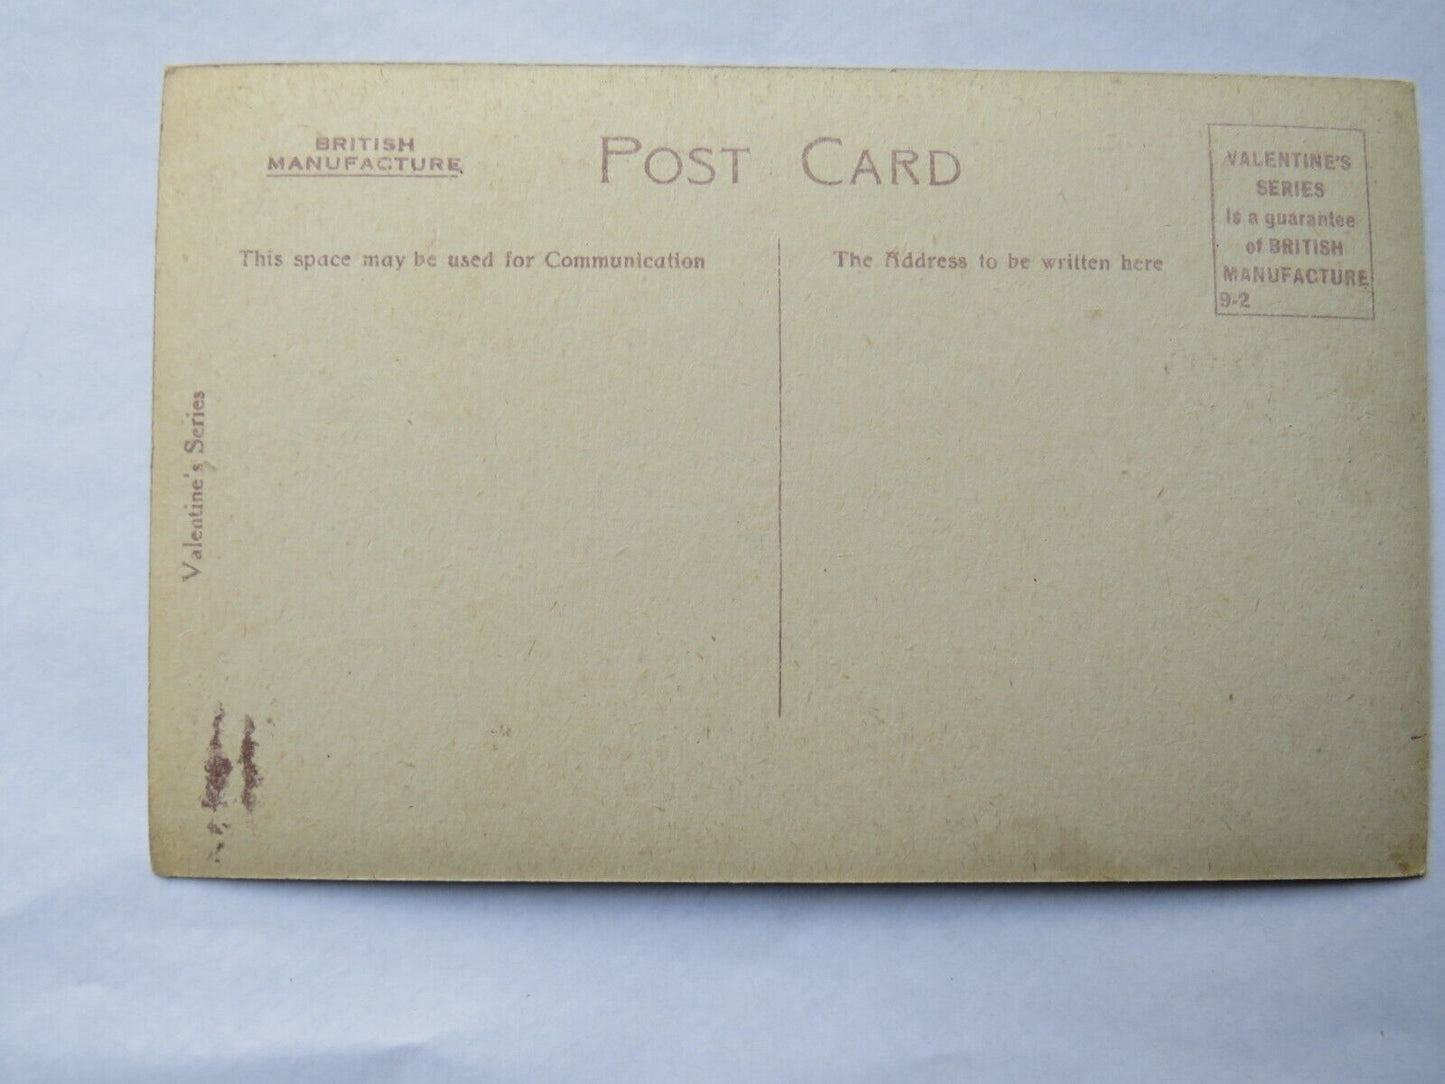 BRITISH
MANUFACTURE
POST CARD
VALENTINE'S
SERIES
Is a guarantee
of BRITISH
MANUFACTURE
9-2
This space may be used for Communication
The Address to be written here
Valentine's Series